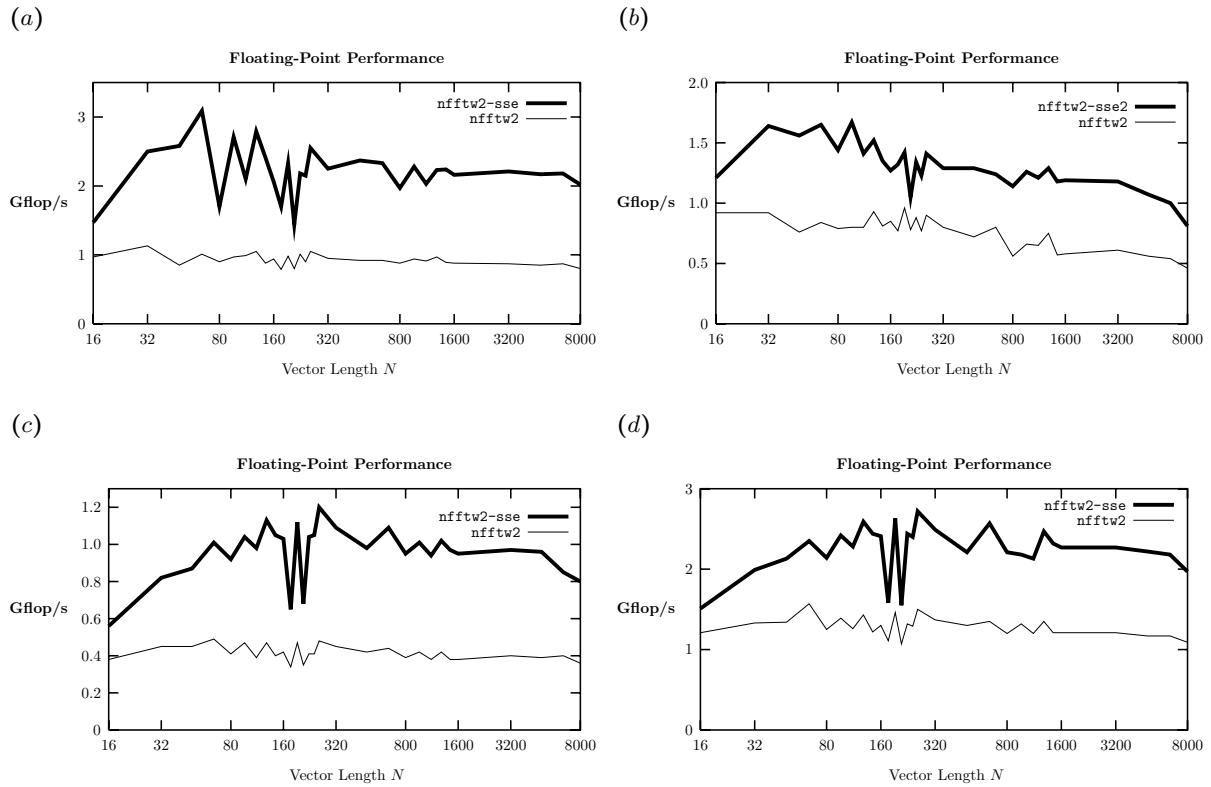 (a)
Floating-Point Performance
nfftw2-sse
nfftw2
Gflop/s
3
2
1
0
16 32 80 160 320 800 1600 3200 8000
Vector Length N
(b)
Floating-Point Performance
nfftw2-sse2
nfftw2
Gflop/s
2.0
1.5
1.0
0.5
0
16 32 80 160 320 800 1600 3200 8000
Vector Length N
(c)
Floating-Point Performance
nfftw2-sse
nfftw2
Gflop/s
1.2
1.0
0.8
0.6
0.4
0.2
0
16 32 80 160 320 800 1600 3200 8000
Vector Length N
(d)
Floating-Point Performance
nfftw2-sse
nfftw2
Gflop/s
3
2
1
0
16 32 80 160 320 800 1600 3200 8000
Vector Length N